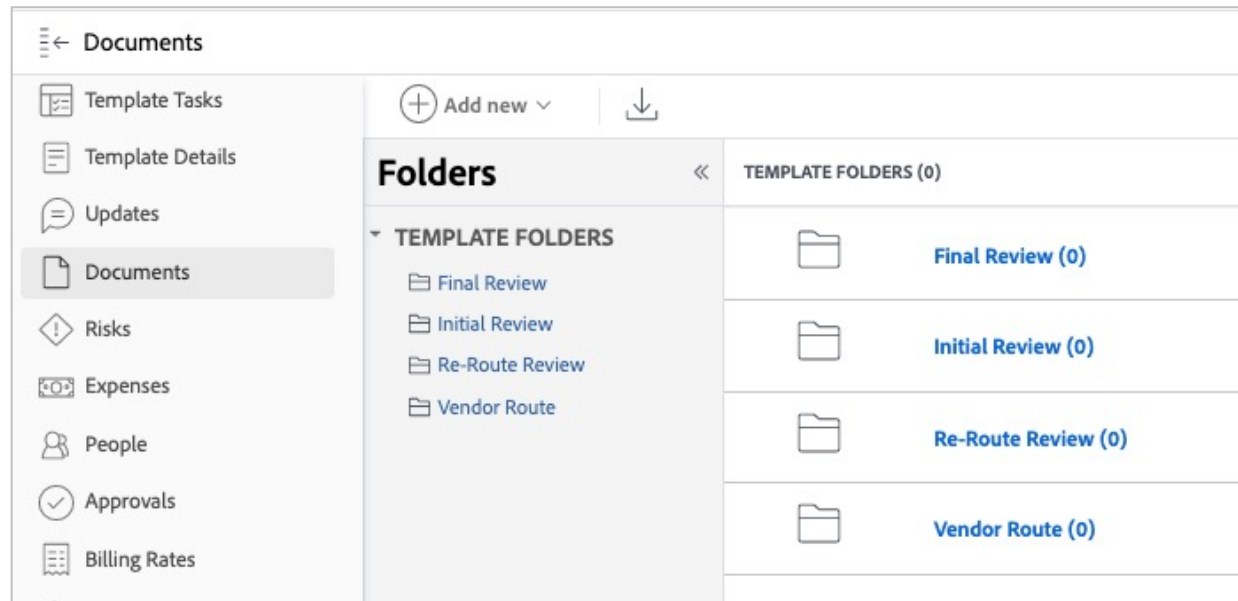 Documents
Template Tasks
Template Details
Updates
Documents
Risks
Expenses
People
Approvals
Billing Rates
Add new
Folders
TEMPLATE FOLDERS
Final Review
Initial Review
Re-Route Review
Vendor Route
TEMPLATE FOLDERS (0)
Final Review (0)
Initial Review (0)
Re-Route Review (0)
Vendor Route (0)